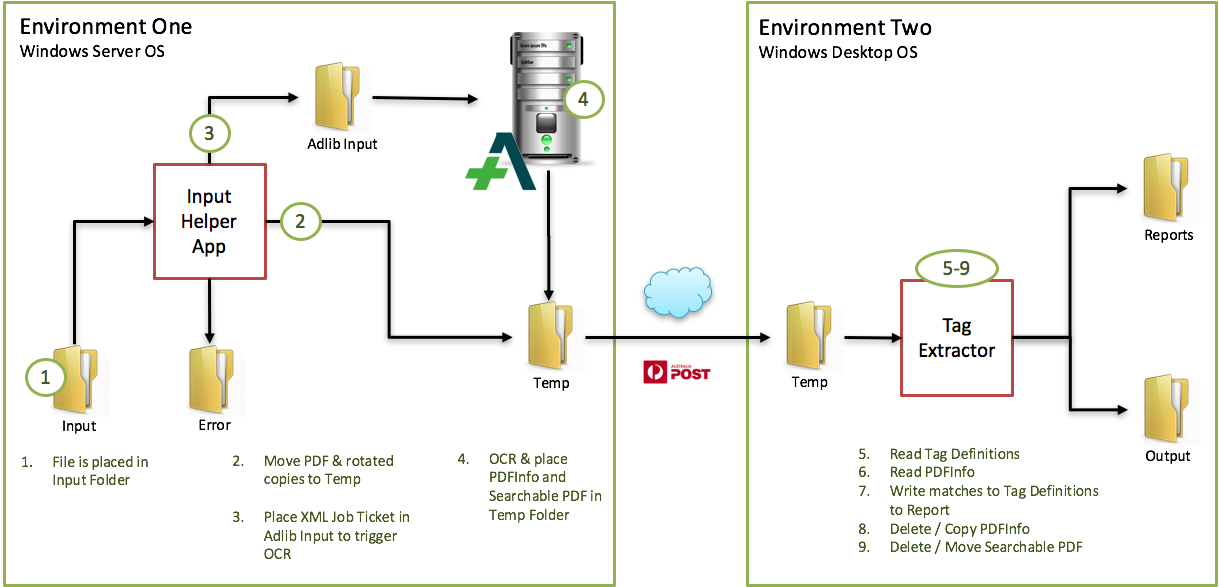 Environment One
Windows Server OS
3
Adlib Input
4
Input
Helper
App
2
1
Input
Error
Temp
1. File is placed in
Input Folder
2. Move PDF & rotated
copies to Temp
3. Place XML Job Ticket in
Adlib Input to trigger
OCR
4. OCR & place
PDFInfo and
Searchable PDF in
Temp Folder
AUSTRALIA
POST
Environment Two
Windows Desktop OS
Temp
5-9
Tag
Extractor
Reports
Output
5. Read Tag Definitions
6. Read PDFInfo
7. Write matches to Tag Definitions
to Report
8. Delete / Copy PDFInfo
9. Delete / Move Searchable PDF